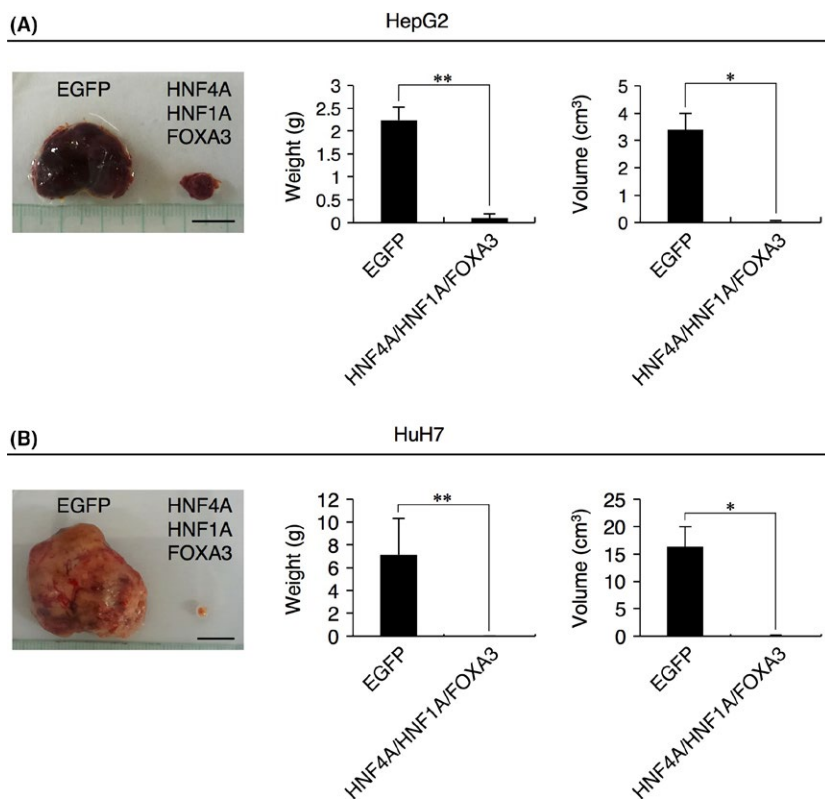 (A)
HepG2
EGFP
HNF4A
HNF1A
FOXA3
Weight (g)
3
2.5
2
1.5
1
0.5
0
**
EGFP
HNF4A/HNF1A/FOXA3
Volume (cm³)
5
4
3
2
1
0
*
EGFP
HNF4A/HNF1A/FOXA3
(B)
HuH7
EGFP
HNF4A
HNF1A
FOXA3
Weight (g)
12
10
8
6
4
2
0
**
EGFP
HNF4A/HNF1A/FOXA3
Volume (cm³)
25
20
15
10
5
0
*
EGFP
HNF4A/HNF1A/FOXA3